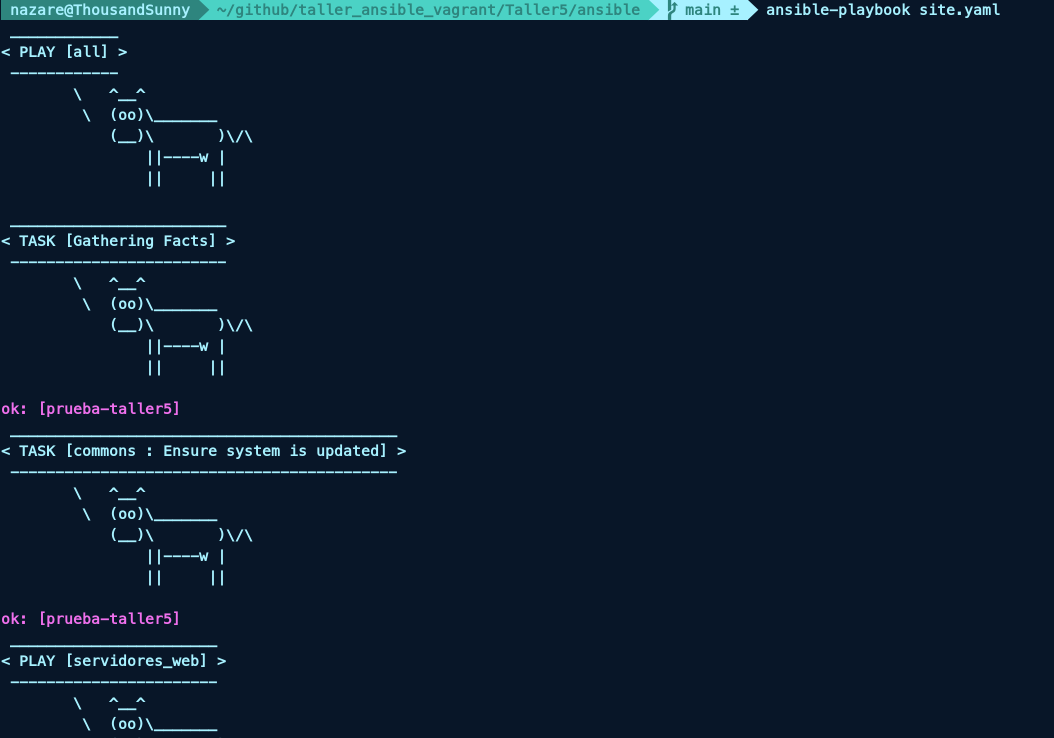 nazare@ThousandSunny ~/github/taller_ansible_vagrant/Taller5/ansible main ± ansible-playbook site.yaml
 ____________
< PLAY [all] >
 ------------
        \   ^__^
         \  (oo)\_______
            (__)\       )\/\
                ||----w |
                ||     ||

 ________________________
< TASK [Gathering Facts] >
 ------------------------
        \   ^__^
         \  (oo)\_______
            (__)\       )\/\
                ||----w |
                ||     ||

ok: [prueba-taller5]
 ___________________________________________
< TASK [commons : Ensure system is updated] >
 -------------------------------------------
        \   ^__^
         \  (oo)\_______
            (__)\       )\/\
                ||----w |
                ||     ||

ok: [prueba-taller5]
 _______________________
< PLAY [servidores_web] >
 -----------------------
        \   ^__^
         \  (oo)\_______